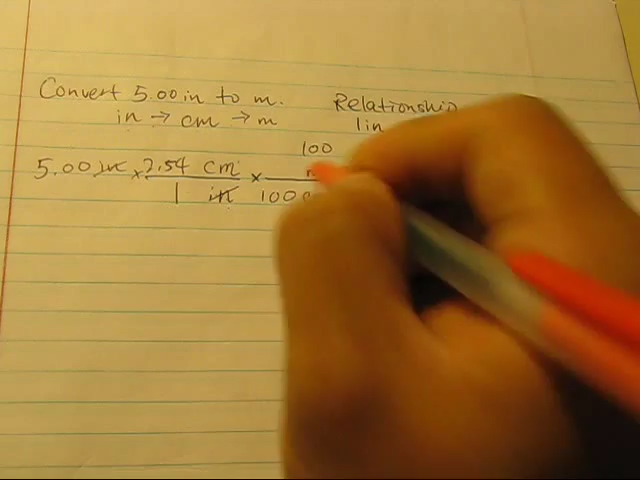 Convert 5.00 in to m.
in → cm → m
Relationship
1 in
100
5.00 in × 2.54 cm ×
1 in 100